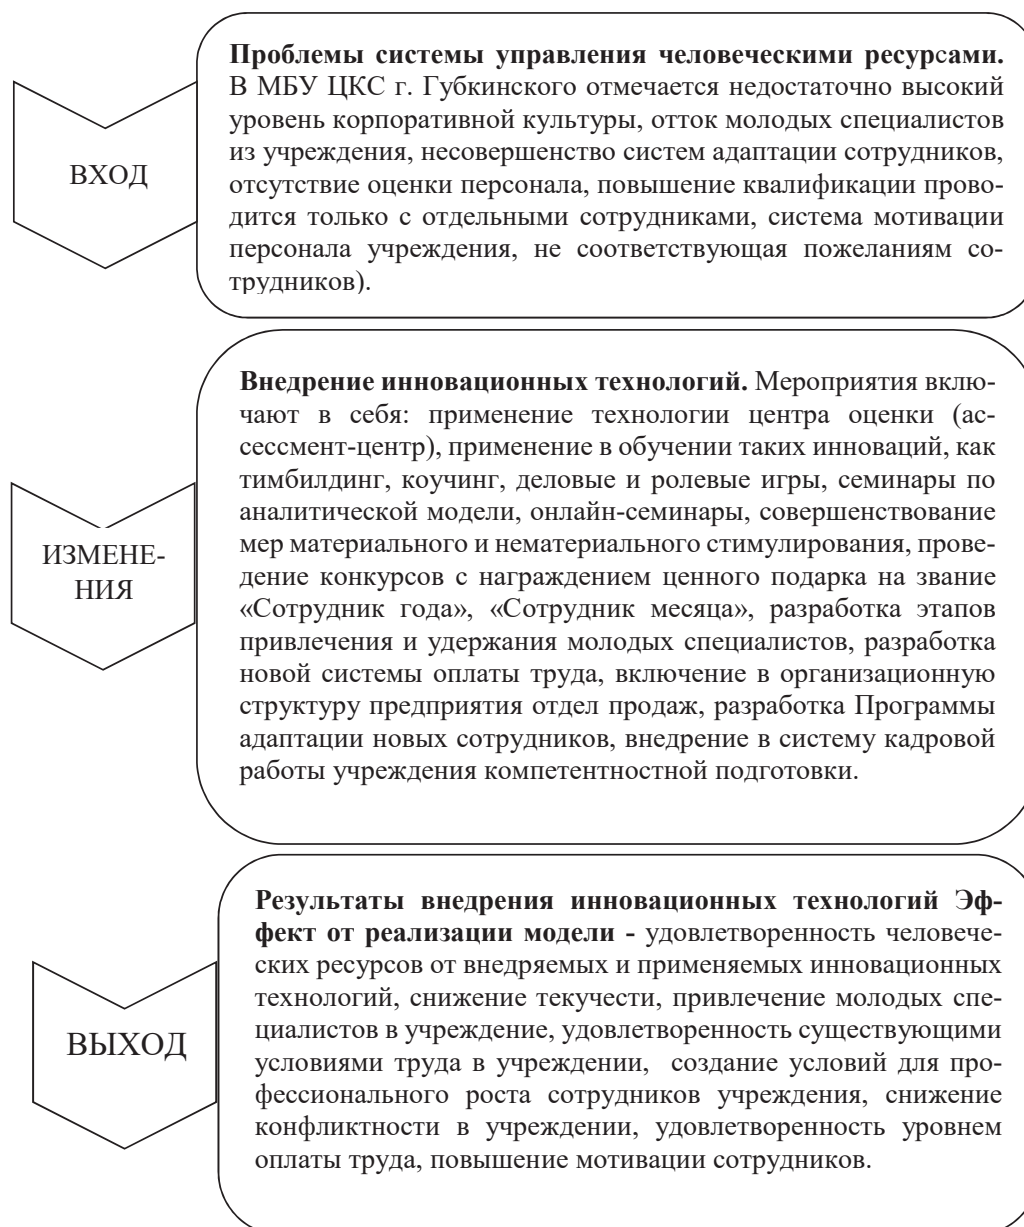 ВХОД
Проблемы системы управления человеческими ресурсами.
В МБУ ЦКС г. Губкинского отмечается недостаточно высокий
уровень корпоративной культуры, отток молодых специалистов
из учреждения, несовершенство систем адаптации сотрудников,
отсутствие оценки персонала, повышение квалификации прово-
дится только с отдельными сотрудниками, система мотивации
персонала учреждения, не соответствующая пожеланиям со-
трудников).
ИЗМЕНЕ-
НИЯ
Внедрение инновационных технологий. Мероприятия вклю-
чают в себя: применение технологии центра оценки (ас-
сессмент-центр), применение в обучении таких инноваций, как
тимбилдинг, коучинг, деловые и ролевые игры, семинары по
аналитической модели, онлайн-семинары, совершенствование
мер материального и нематериального стимулирования, прове-
дение конкурсов с награждением ценного подарка на звание
«Сотрудник года», «Сотрудник месяца», разработка этапов
привлечения и удержания молодых специалистов, разработка
новой системы оплаты труда, включение в организационную
структуру предприятия отдел продаж, разработка Программы
адаптации новых сотрудников, внедрение в систему кадровой
работы учреждения компетентностной подготовки.
ВЫХОД
Результаты внедрения инновационных технологий Эф-
фект от реализации модели - удовлетворенность человече-
ских ресурсов от внедряемых и применяемых инновационных
технологий, снижение текучести, привлечение молодых спе-
циалистов в учреждение, удовлетворенность существующими
условиями труда в учреждении, создание условий для про-
фессионального роста сотрудников учреждения, снижение
конфликтности в учреждении, удовлетворенность уровнем
оплаты труда, повышение мотивации сотрудников.